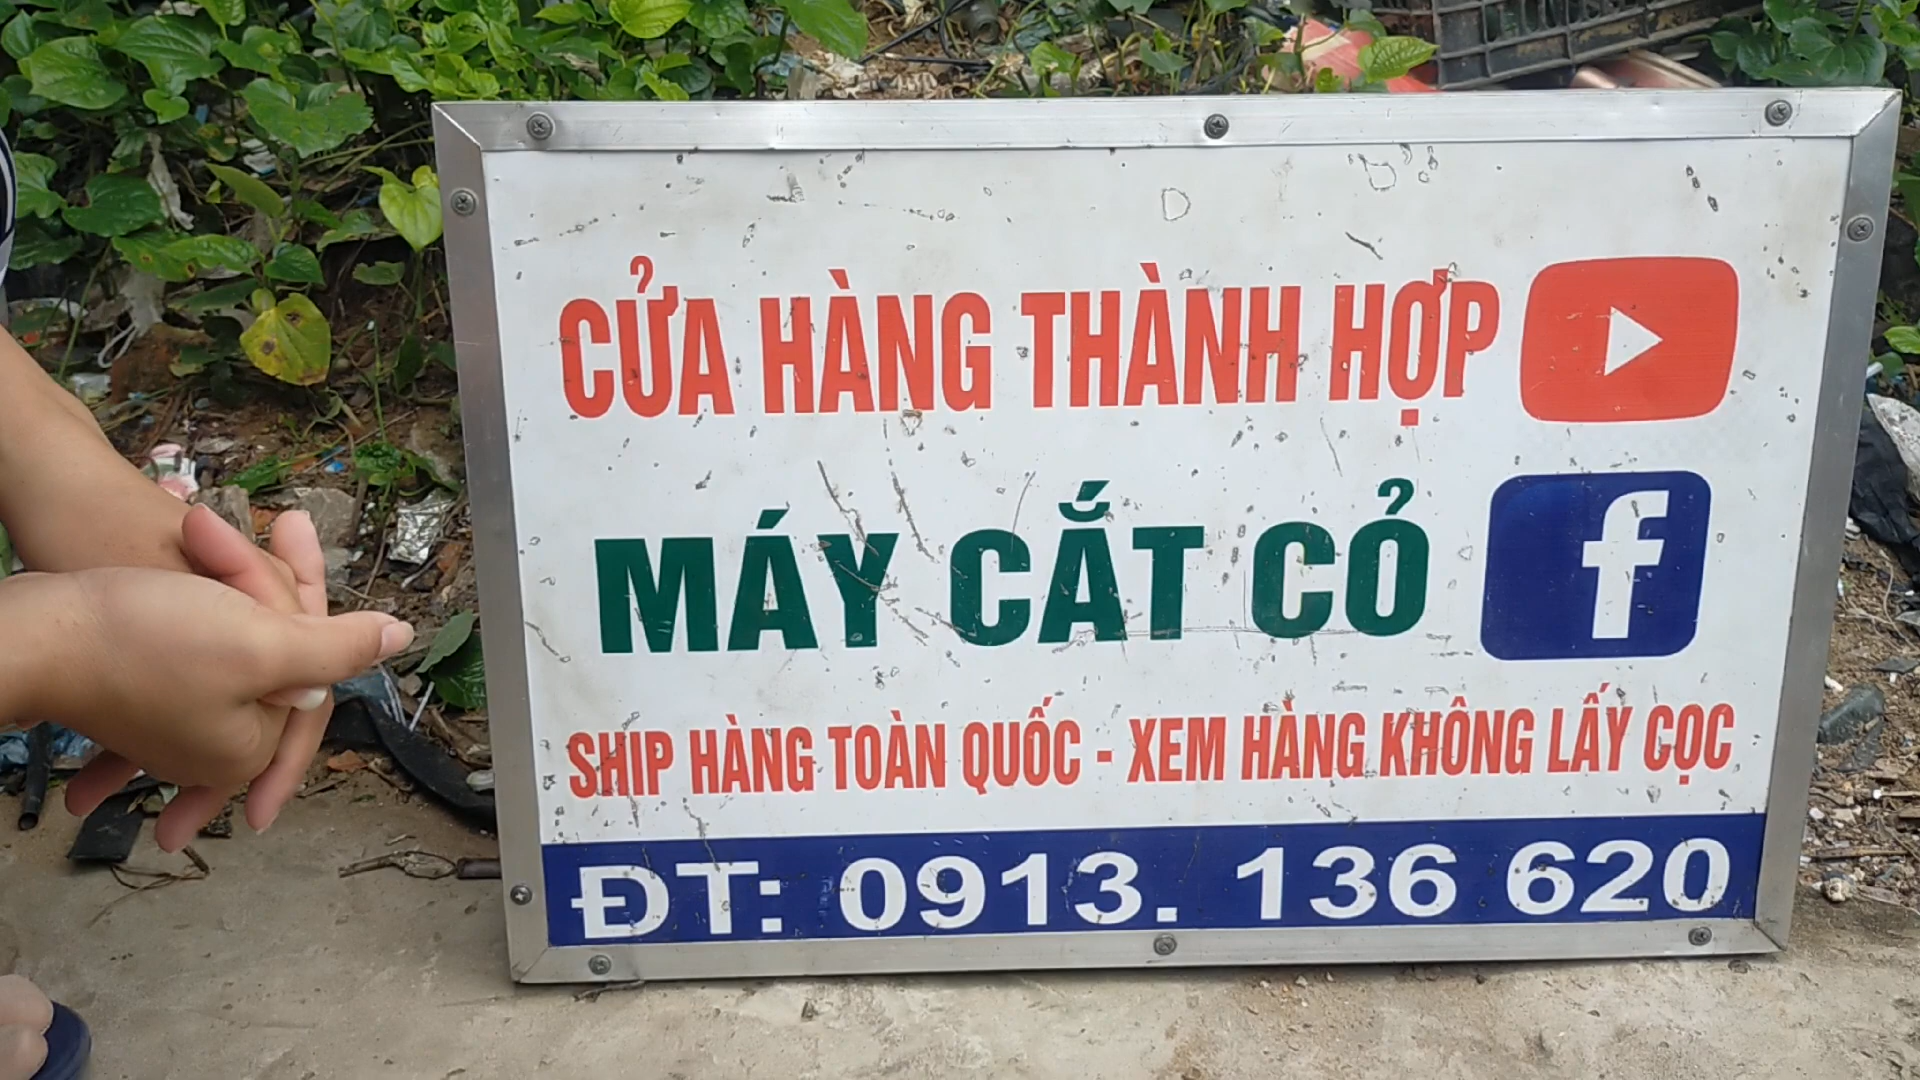 CỬA HÀNG THÀNH HỢP
MÁY CẮT CỎ
f
SHIP HÀNG TOÀN QUỐC - XEM HÀNG KHÔNG LẤY CỌC
ĐT: 0913. 136 620